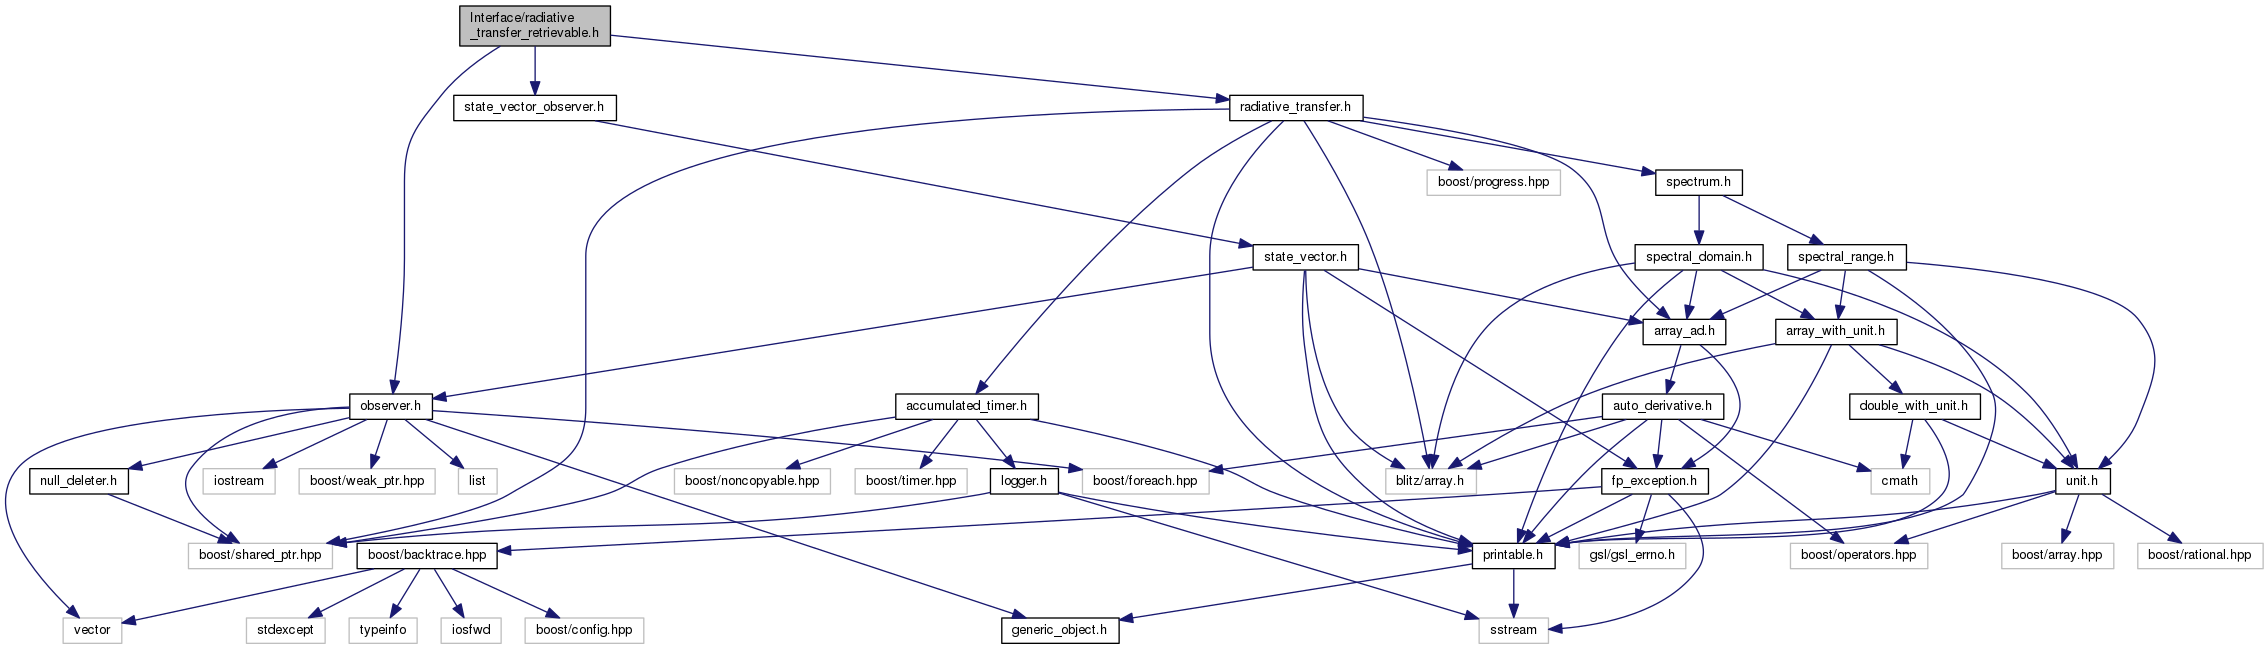 Interface/radiative
_transfer_retrievable.h
state_vector_observer.h
radiative_transfer.h
boost/progress.hpp
spectrum.h
state_vector.h
spectral_domain.h
spectral_range.h
array_ad.h
array_with_unit.h
observer.h
accumulated_timer.h
auto_derivative.h
double_with_unit.h
null_deleter.h
iostream
boost/weak_ptr.hpp
list
boost/noncopyable.hpp
boost/timer.hpp
logger.h
boost/foreach.hpp
blitz/array.h
fp_exception.h
cmath
unit.h
boost/shared_ptr.hpp
boost/backtrace.hpp
printable.h
gsl/gsl_errno.h
boost/operators.hpp
boost/array.hpp
boost/rational.hpp
vector
stdexcept
typeinfo
iosfwd
boost/config.hpp
generic_object.h
sstream